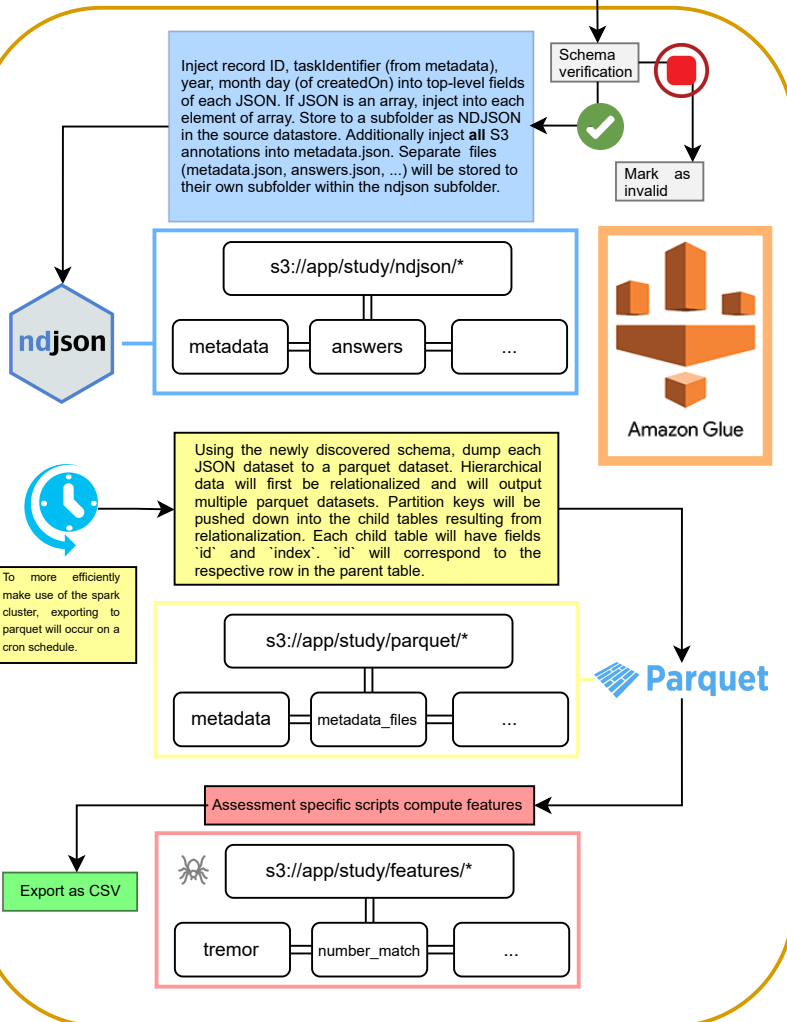 Schema
verification
Inject record ID, taskIdentifier (from metadata),
year, month day (of createdOn) into top-level fields
of each JSON. If JSON is an array, inject into each
element of array. Store to a subfolder as NDJSON
in the source datastore. Additionally inject all S3
annotations into metadata.json. Separate files
(metadata.json, answers.json, ...) will be stored to
their own subfolder within the ndjson subfolder.
Mark as
invalid
s3://app/study/ndjson/*
ndjson
metadata
answers
...
Amazon Glue
Using the newly discovered schema, dump each
JSON dataset to a parquet dataset. Hierarchical
data will first be relationalized and will output
multiple parquet datasets. Partition keys will be
pushed down into the child tables resulting from
relationalization. Each child table will have fields
`id` and `index`. `id` will correspond to the
respective row in the parent table.
To more efficiently
make use of the spark
cluster, exporting to
parquet will occur on a
cron schedule.
s3://app/study/parquet/*
Parquet
metadata
metadata_files
...
Assessment specific scripts compute features
s3://app/study/features/*
Export as CSV
tremor
number_match
...